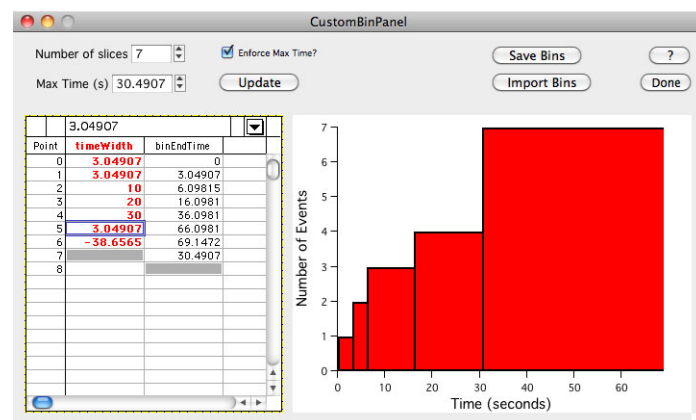 CustomBinPanel
Number of slices 7
Enforce Max Time?
Save Bins
?
Max Time (s) 30.4907
Update
Import Bins
Done
3.04907
Point timeWidth binEndTime
0 3.04907 0
1 3.04907 3.04907
2 10 6.09815
3 20 16.0981
4 30 36.0981
5 3.04907 66.0981
6 -38.6565 69.1472
7 30.4907
8
7
6
5
4
3
2
1
0
Number of Events
0 10 20 30 40 50 60
Time (seconds)